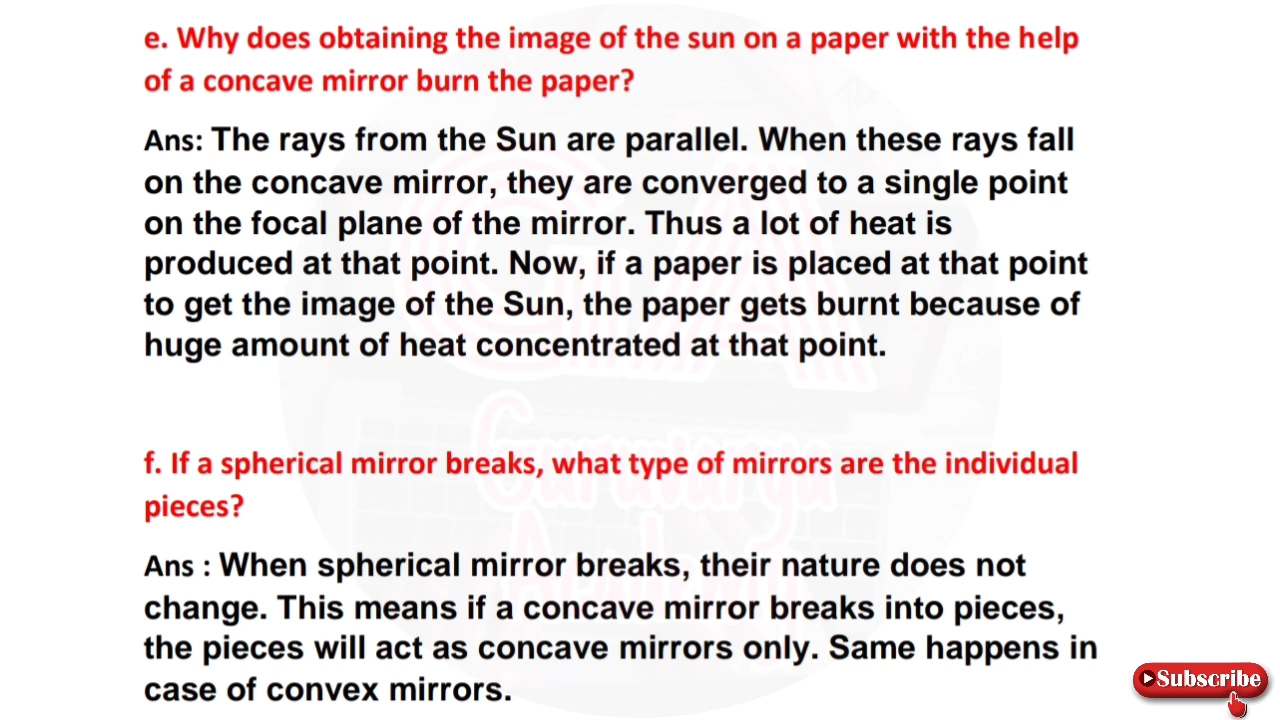 e. Why does obtaining the image of the sun on a paper with the help
of a concave mirror burn the paper?
Ans: The rays from the Sun are parallel. When these rays fall
on the concave mirror, they are converged to a single point
on the focal plane of the mirror. Thus a lot of heat is
produced at that point. Now, if a paper is placed at that point
to get the image of the Sun, the paper gets burnt because of
huge amount of heat concentrated at that point.
f. If a spherical mirror breaks, what type of mirrors are the individual
pieces?
Ans : When spherical mirror breaks, their nature does not
change. This means if a concave mirror breaks into pieces,
the pieces will act as concave mirrors only. Same happens in
case of convex mirrors.
Subscribe
GA
Guruvarya
Academy